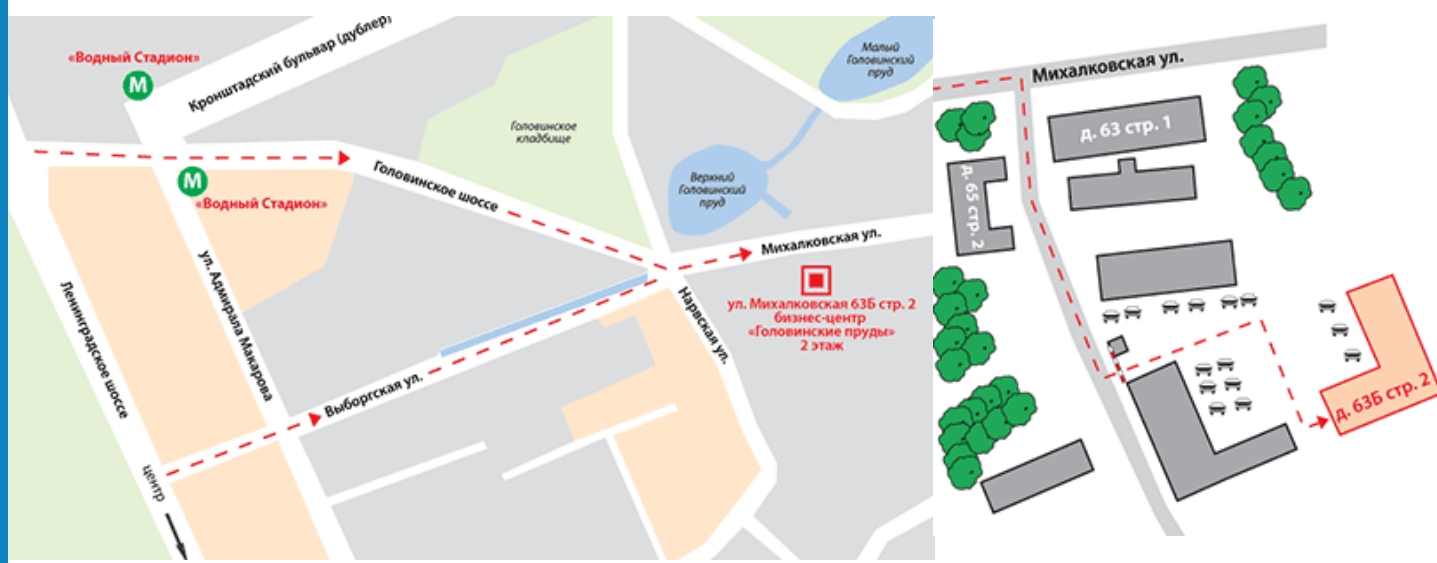 «Водный Стадион»
М
Кронштадский бульвар (дублер)
Малый
Головинский
пруд
Головинское
кладбище
Головинское шоссе
М
«Водный Стадион»
Верхний
Головинский
пруд
Михалковская ул.
ул. Михалковская 63Б стр. 2
бизнес-центр
«Головинские пруды»
2 этаж
Ленинградское шоссе
ул. Адмирала Макарова
Нарвская ул.
Выборгская ул.
центр
Михалковская ул.
д. 63 стр. 1
д. 65 стр. 2
д. 63Б стр. 2